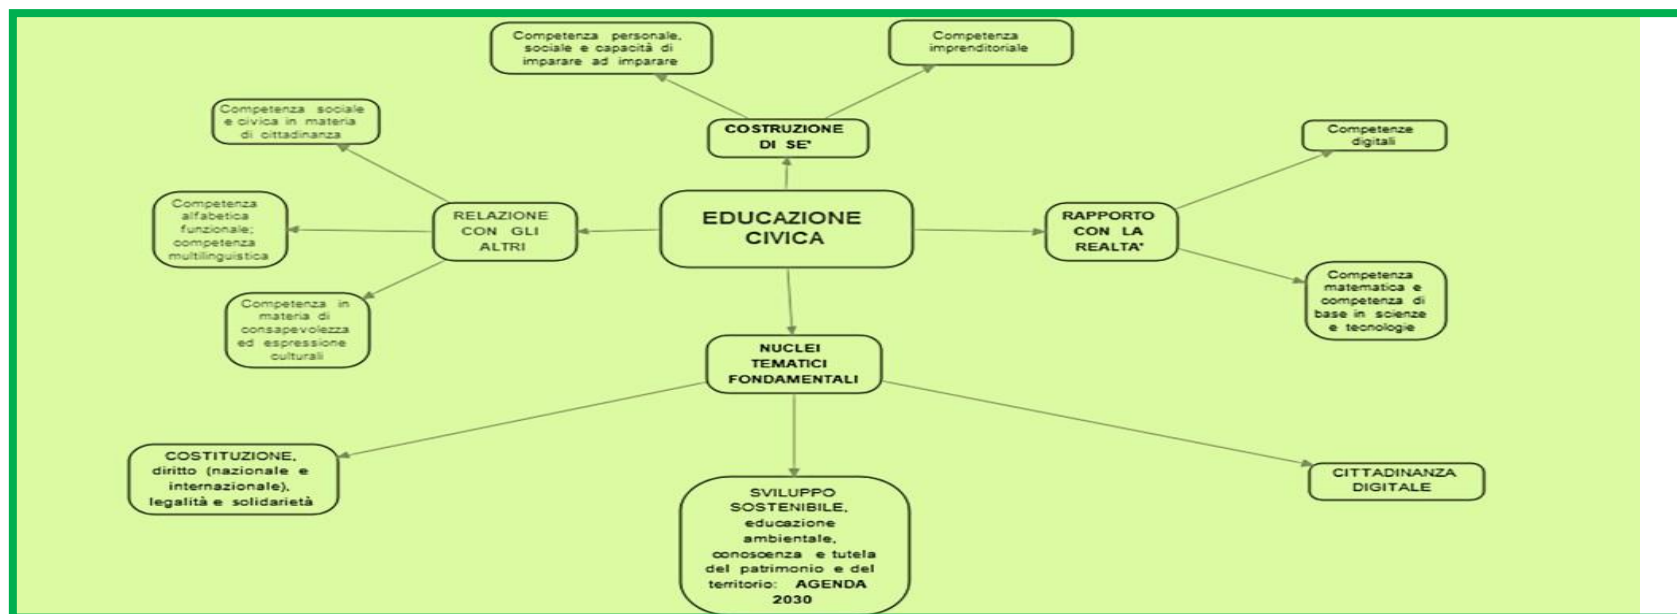 Competenza personale,
sociale e capacità di
imparare ad imparare
Competenza
imprenditoriale
Competenza sociale
e civica in materia
di cittadinanza
COSTRUZIONE
DI SE'
Competenze
digitali
Competenza
alfabetica
funzionale;
competenza
multilinguistica
RELAZIONE
CON GLI
ALTRI
EDUCAZIONE
CIVICA
RAPPORTO
CON LA
REALTA'
Competenza in
materia di
consapevolezza
ed espressione
culturali
Competenza
matematica e
competenza di
base in scienze
e tecnologie
NUCLEI
TEMATICI
FONDAMENTALI
COSTITUZIONE,
diritto (nazionale e
internazionale),
legalità e solidarietà
SVILUPPO
SOSTENIBILE,
educazione
ambientale,
conoscenza e tutela
del patrimonio e del
territorio: AGENDA
2030
CITTADINANZA
DIGITALE